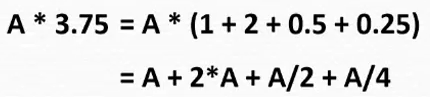 A * 3.75 = A * (1 + 2 + 0.5 + 0.25)
= A + 2*A + A/2 + A/4